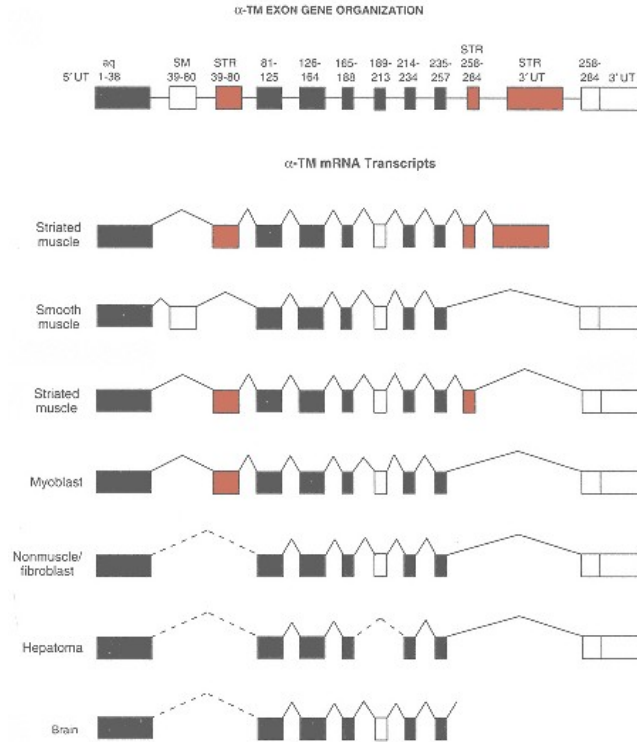 α-TM EXON GENE ORGANIZATION
aq SM STR 81- 126- 165- 189- 214- 235- STR STR 258-
5' UT 1-38 39-60 39-80 125 164 188 213 234 257 258-284 3' UT 284 3' UT
α-TM mRNA Transcripts
Striated
muscle
Smooth
muscle
Striated
muscle
Myoblast
Nonmuscle/
fibroblast
Hepatoma
Brain